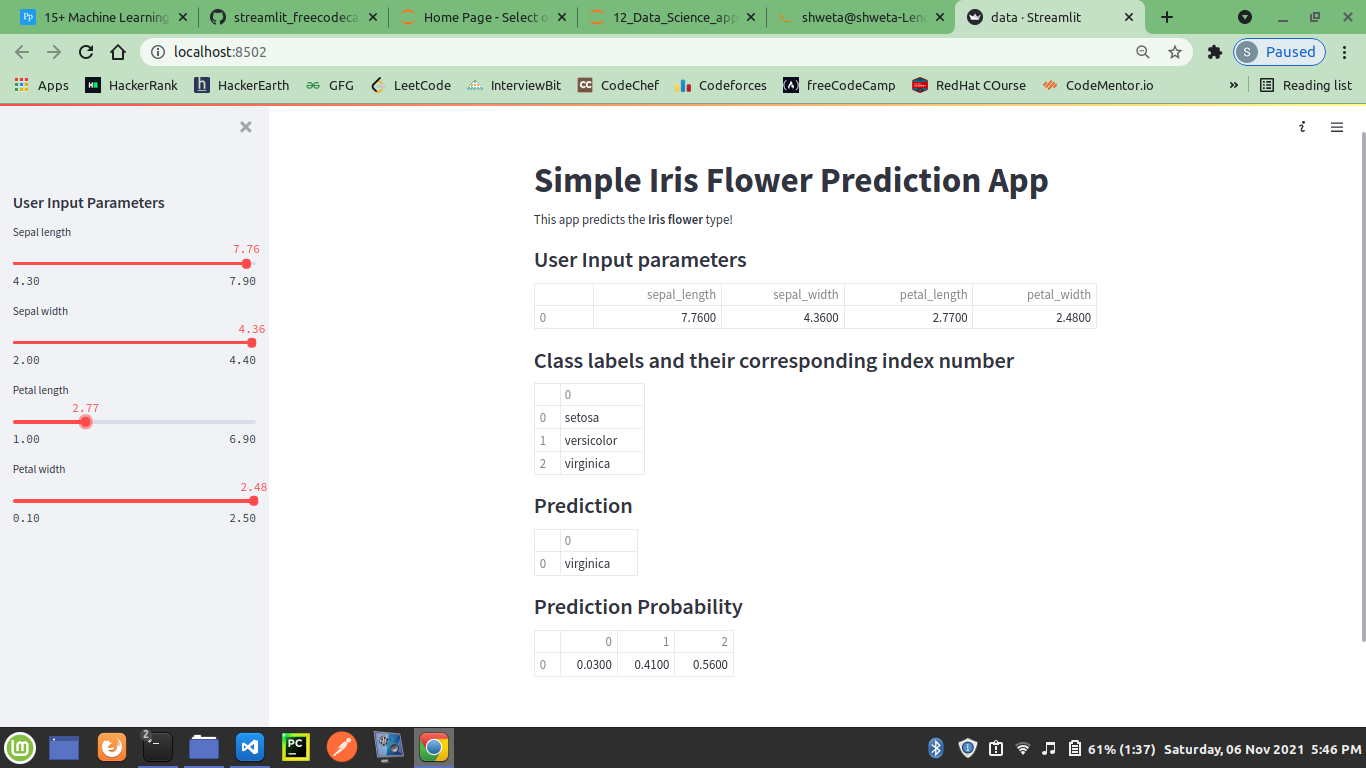 15+ Machine Learning
streamlit_freecodeca
Home Page - Select o
12_Data_Science_app
shweta@shweta-Len
data · Streamlit
localhost:8502
S Paused
Apps HackerRank HackerEarth GFG LeetCode InterviewBit CodeChef Codeforces freeCodeCamp RedHat COurse CodeMentor.io » Reading list
User Input Parameters
Sepal length
7.76
4.30 7.90
Sepal width
4.36
2.00 4.40
Petal length
2.77
1.00 6.90
Petal width
2.48
0.10 2.50
Simple Iris Flower Prediction App
This app predicts the Iris flower type!
User Input parameters
sepal_length sepal_width petal_length petal_width
0 7.7600 4.3600 2.7700 2.4800
Class labels and their corresponding index number
0
0 setosa
1 versicolor
2 virginica
Prediction
0
0 virginica
Prediction Probability
0 1 2
0 0.0300 0.4100 0.5600
2
PC
61% (1:37) Saturday, 06 Nov 2021 5:46 PM